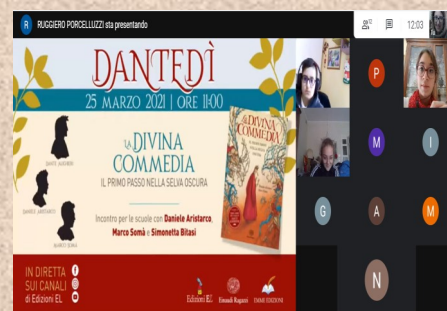 R RUGGIERO PORCELLUZZI sta presentando
12
12:03
DANTEDÌ
25 MARZO 2021 | ORE 11:00
LA DIVINA
COMMEDIA
IL PRIMO PASSO NELLA SELVA OSCURA
DANTE ALIGHIERI
DANIELE ARISTARCO
MARCO SOMÀ
Incontro per le scuole con Daniele Aristarco,
Marco Somà e Simonetta Bitasi
LA DIVINA
COMMEDIA
IN DIRETTA
SUI CANALI
di Edizioni EL
Edizioni EL
Einaudi Ragazzi
EMME EDIZIONI
P
M
I
G
A
M
N